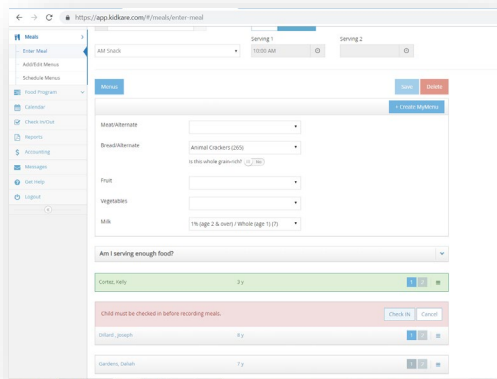 https://app.kidkare.com/#/meals/enter-meal
Meals
Enter Meal
Add/Edit Menus
Schedule Menus
Food Program
Calendar
Check In/Out
Reports
Accounting
Messages
Get Help
Logout
Serving 1
Serving 2
AM Snack
10:00 AM
Menus
Save
Delete
+ Create MyMenu
Meat/Alternate
Bread/Alternate
Animal Crackers (265)
Is this whole grain-rich?
No
Fruit
Vegetables
Milk
1% (age 2 & over) / Whole (age 1) (7)
Am I serving enough food?
Cortez, Kelly
3 y
1
2
Child must be checked in before recording meals.
Check In
Cancel
Dillard , Joseph
6 y
1
2
Gardens, Daliah
7 y
1
2